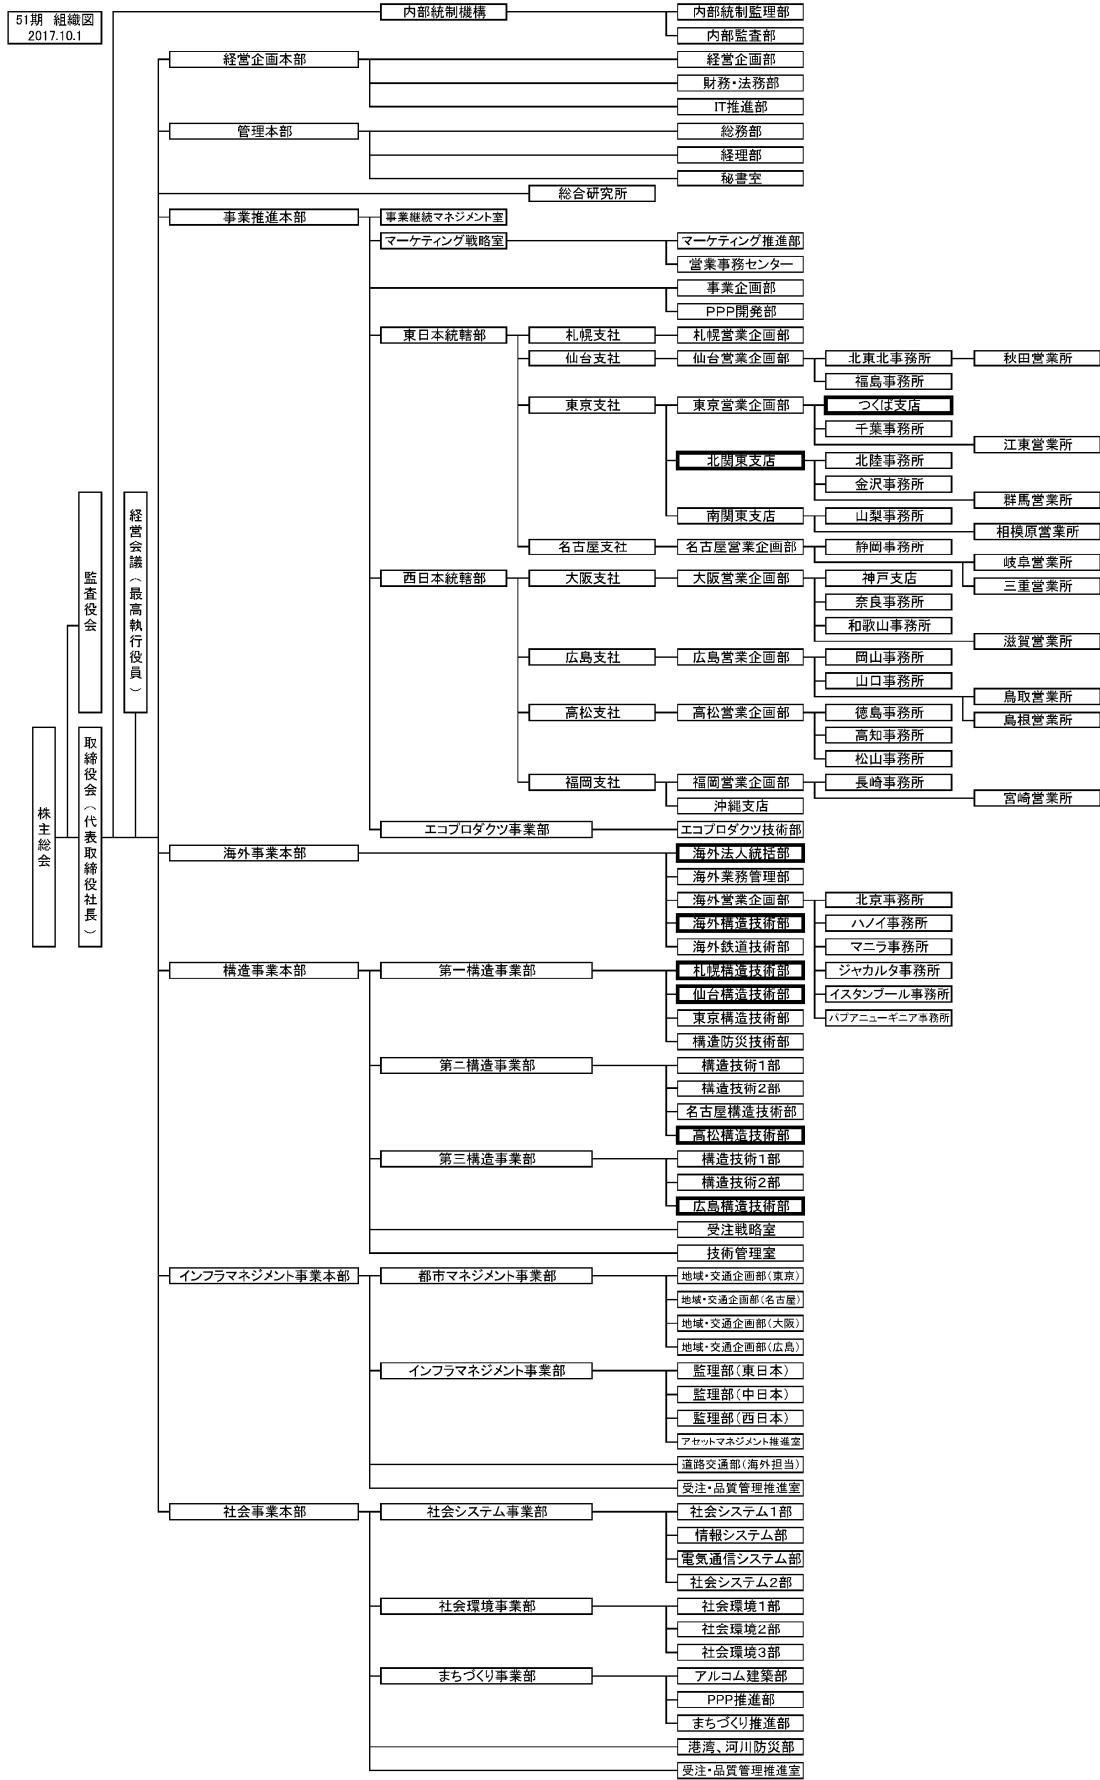 51期 組織図
2017.10.1
内部統制機構
内部統制監理部
内部監査部
経営企画本部
経営企画部
財務・法務部
IT推進部
管理本部
総務部
経理部
秘書室
総合研究所
事業推進本部
事業継続マネジメント室
マーケティング戦略室
マーケティング推進部
営業事務センター
事業企画部
PPP開発部
東日本統轄部
札幌支社
札幌営業企画部
仙台支社
仙台営業企画部
北東北事務所
秋田営業所
福島事務所
東京支社
東京営業企画部
つくば支店
千葉事務所
江東営業所
北関東支店
北陸事務所
金沢事務所
群馬営業所
南関東支店
山梨事務所
相模原営業所
名古屋支社
名古屋営業企画部
静岡事務所
岐阜営業所
三重営業所
西日本統轄部
大阪支社
大阪営業企画部
神戸支店
奈良事務所
和歌山事務所
滋賀営業所
広島支社
広島営業企画部
岡山事務所
山口事務所
鳥取営業所
島根営業所
高松支社
高松営業企画部
徳島事務所
高知事務所
松山事務所
福岡支社
福岡営業企画部
長崎事務所
宮崎営業所
沖縄支店
エコプロダクツ事業部
エコプロダクツ技術部
株主総会
監査役会
取締役会(代表取締役社長)
経営会議(最高執行役員)
海外事業本部
海外法人統括部
海外業務管理部
海外営業企画部
北京事務所
ハノイ事務所
マニラ事務所
ジャカルタ事務所
イスタンブール事務所
パプアニューギニア事務所
海外構造技術部
海外鉄道技術部
構造事業本部
第一構造事業部
札幌構造技術部
仙台構造技術部
東京構造技術部
構造防災技術部
第二構造事業部
構造技術1部
構造技術2部
名古屋構造技術部
高松構造技術部
第三構造事業部
構造技術1部
構造技術2部
広島構造技術部
受注戦略室
技術管理室
インフラマネジメント事業本部
都市マネジメント事業部
地域・交通企画部(東京)
地域・交通企画部(名古屋)
地域・交通企画部(大阪)
地域・交通企画部(広島)
インフラマネジメント事業部
監理部(東日本)
監理部(中日本)
監理部(西日本)
アセットマネジメント推進室
道路交通部(海外担当)
受注・品質管理推進室
社会事業本部
社会システム事業部
社会システム1部
情報システム部
電気通信システム部
社会システム2部
社会環境事業部
社会環境1部
社会環境2部
社会環境3部
まちづくり事業部
アルコム建築部
PPP推進部
まちづくり推進部
港湾、河川防災部
受注・品質管理推進室